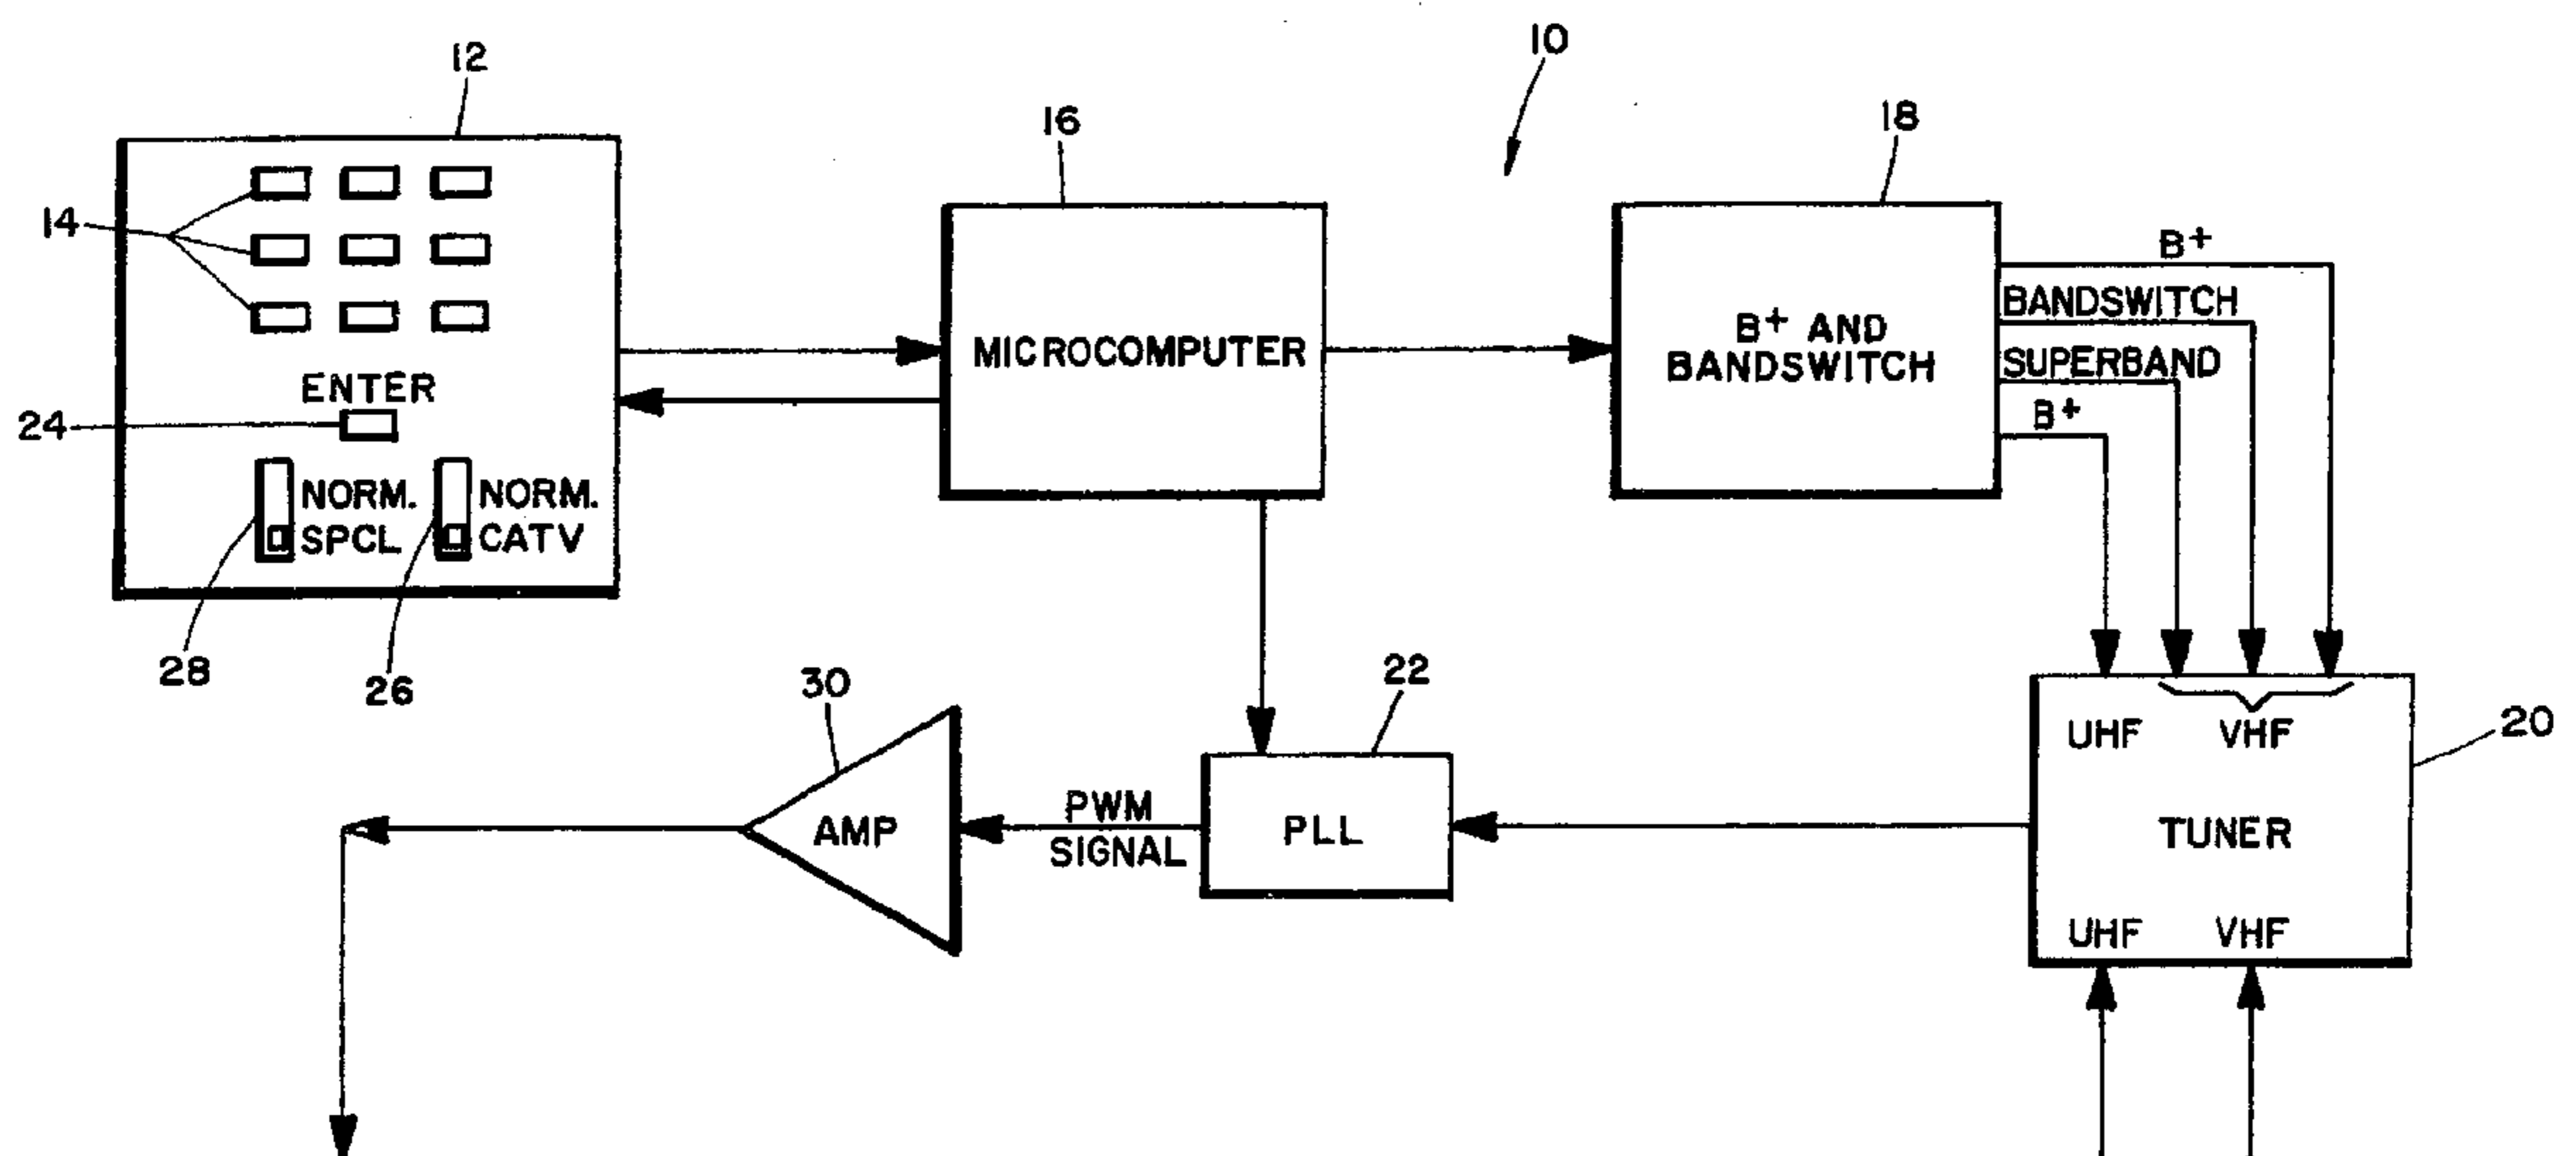 10
12
16
18
14
B+
BANDSWITCH
SUPERBAND
B+
MICROCOMPUTER
B+ AND
BANDSWITCH
ENTER
24
NORM.
SPCL
NORM.
CATV
28
26
30
22
20
UHF
VHF
AMP
PWM
SIGNAL
PLL
TUNER
UHF
VHF